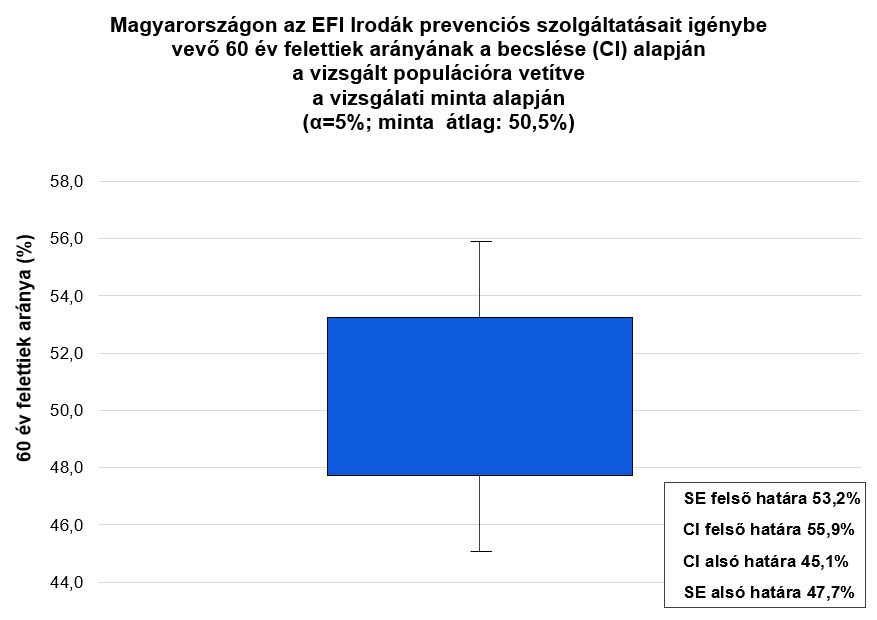 Magyarországon az EFI Irodák prevenciós szolgáltatásait igénybe
vevő 60 év felettiek arányának a becslése (CI) alapján
a vizsgált populációra vetítve
a vizsgálati minta alapján
(α=5%; minta  átlag: 50,5%)
60 év felettiek aránya (%)
58,0
56,0
54,0
52,0
50,0
48,0
46,0
44,0
SE felső határa 53,2%
CI felső határa 55,9%
CI alsó határa 45,1%
SE alsó határa 47,7%